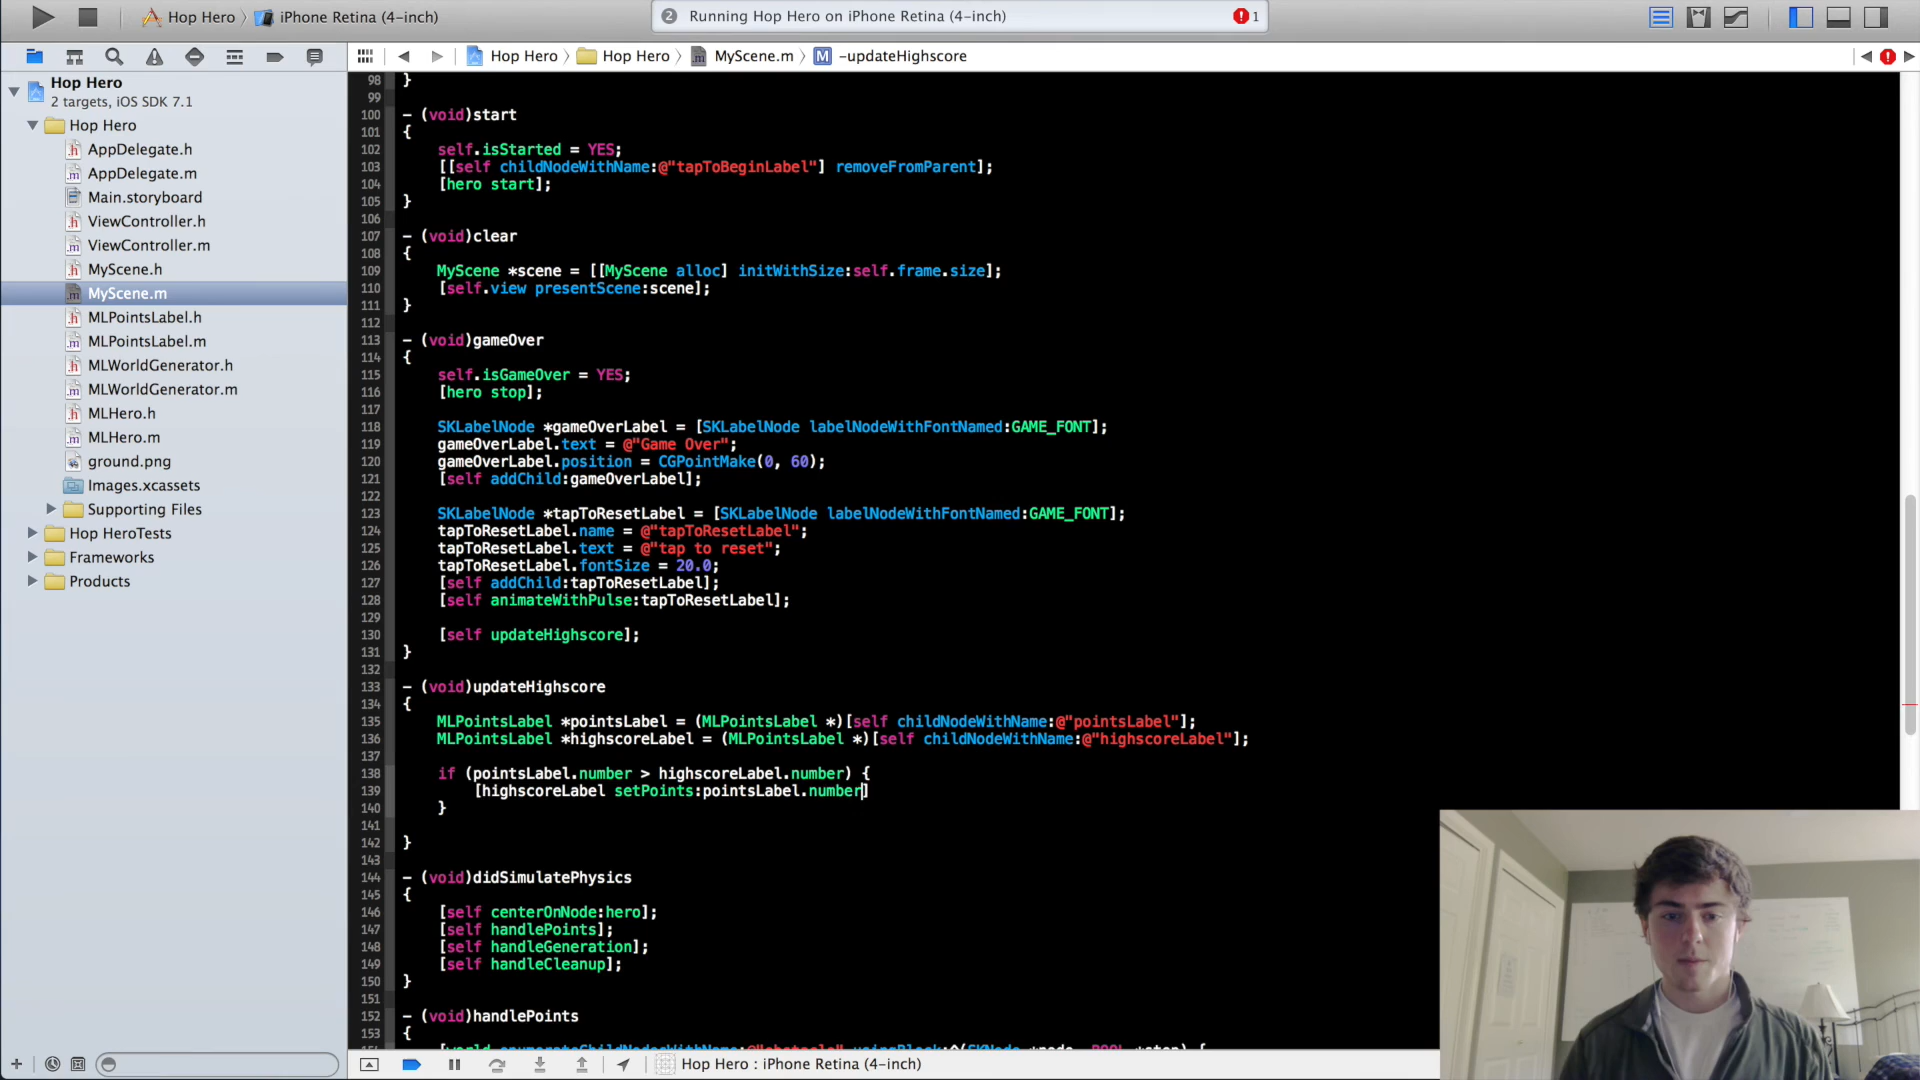 Hop Hero
iPhone Retina (4-inch)
2 Running Hop Hero on iPhone Retina (4-inch)
1
Hop Hero
Hop Hero
MyScene.m
M -updateHighscore
Hop Hero
2 targets, iOS SDK 7.1
Hop Hero
h AppDelegate.h
m AppDelegate.m
Main.storyboard
h ViewController.h
m ViewController.m
h MyScene.h
m MyScene.m
h MLPointsLabel.h
m MLPointsLabel.m
h MLWorldGenerator.h
m MLWorldGenerator.m
h MLHero.h
m MLHero.m
ground.png
Images.xcassets
Supporting Files
Hop HeroTests
Frameworks
Products
98 }
99
100 - (void)start
101 {
102 self.isStarted = YES;
103 [[self childNodeWithName:@"tapToBeginLabel"] removeFromParent];
104 [hero start];
105 }
106
107 - (void)clear
108 {
109 MyScene *scene = [[MyScene alloc] initWithSize:self.frame.size];
110 [self.view presentScene:scene];
111 }
112
113 - (void)gameOver
114 {
115 self.isGameOver = YES;
116 [hero stop];
117
118 SKLabelNode *gameOverLabel = [SKLabelNode labelNodeWithFontNamed:GAME_FONT];
119 gameOverLabel.text = @"Game Over";
120 gameOverLabel.position = CGPointMake(0, 60);
121 [self addChild:gameOverLabel];
122
123 SKLabelNode *tapToResetLabel = [SKLabelNode labelNodeWithFontNamed:GAME_FONT];
124 tapToResetLabel.name = @"tapToResetLabel";
125 tapToResetLabel.text = @"tap to reset";
126 tapToResetLabel.fontSize = 20.0;
127 [self addChild:tapToResetLabel];
128 [self animateWithPulse:tapToResetLabel];
129
130 [self updateHighscore];
131 }
132
133 - (void)updateHighscore
134 {
135 MLPointsLabel *pointsLabel = (MLPointsLabel *)[self childNodeWithName:@"pointsLabel"];
136 MLPointsLabel *highscoreLabel = (MLPointsLabel *)[self childNodeWithName:@"highscoreLabel"];
137
138 if (pointsLabel.number > highscoreLabel.number) {
139 [highscoreLabel setPoints:pointsLabel.number]
140 }
141
142 }
143
144 - (void)didSimulatePhysics
145 {
146 [self centerOnNode:hero];
147 [self handlePoints];
148 [self handleGeneration];
149 [self handleCleanup];
150 }
151
152 - (void)handlePoints
153 {
Hop Hero : iPhone Retina (4-inch)